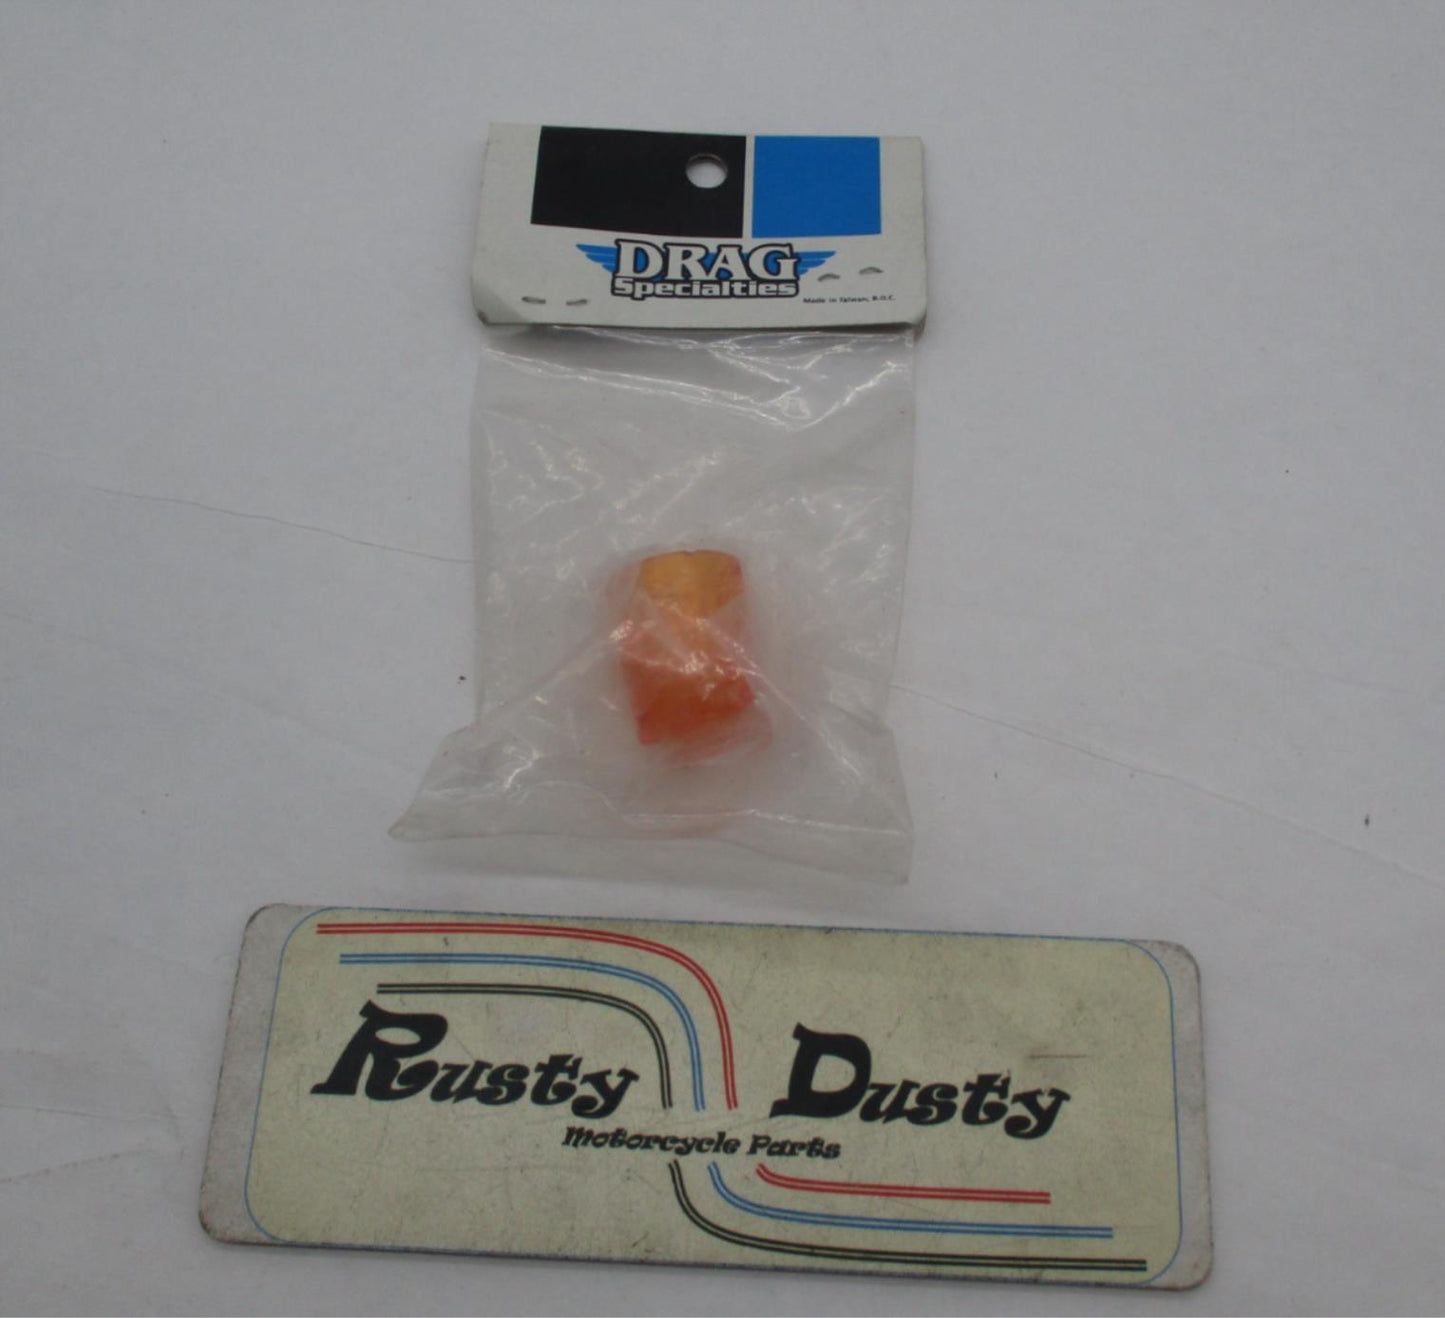 DRAG
Specialties
Made in Taiwan, R.O.C.
Rusty Dusty
Motorcycle Parts